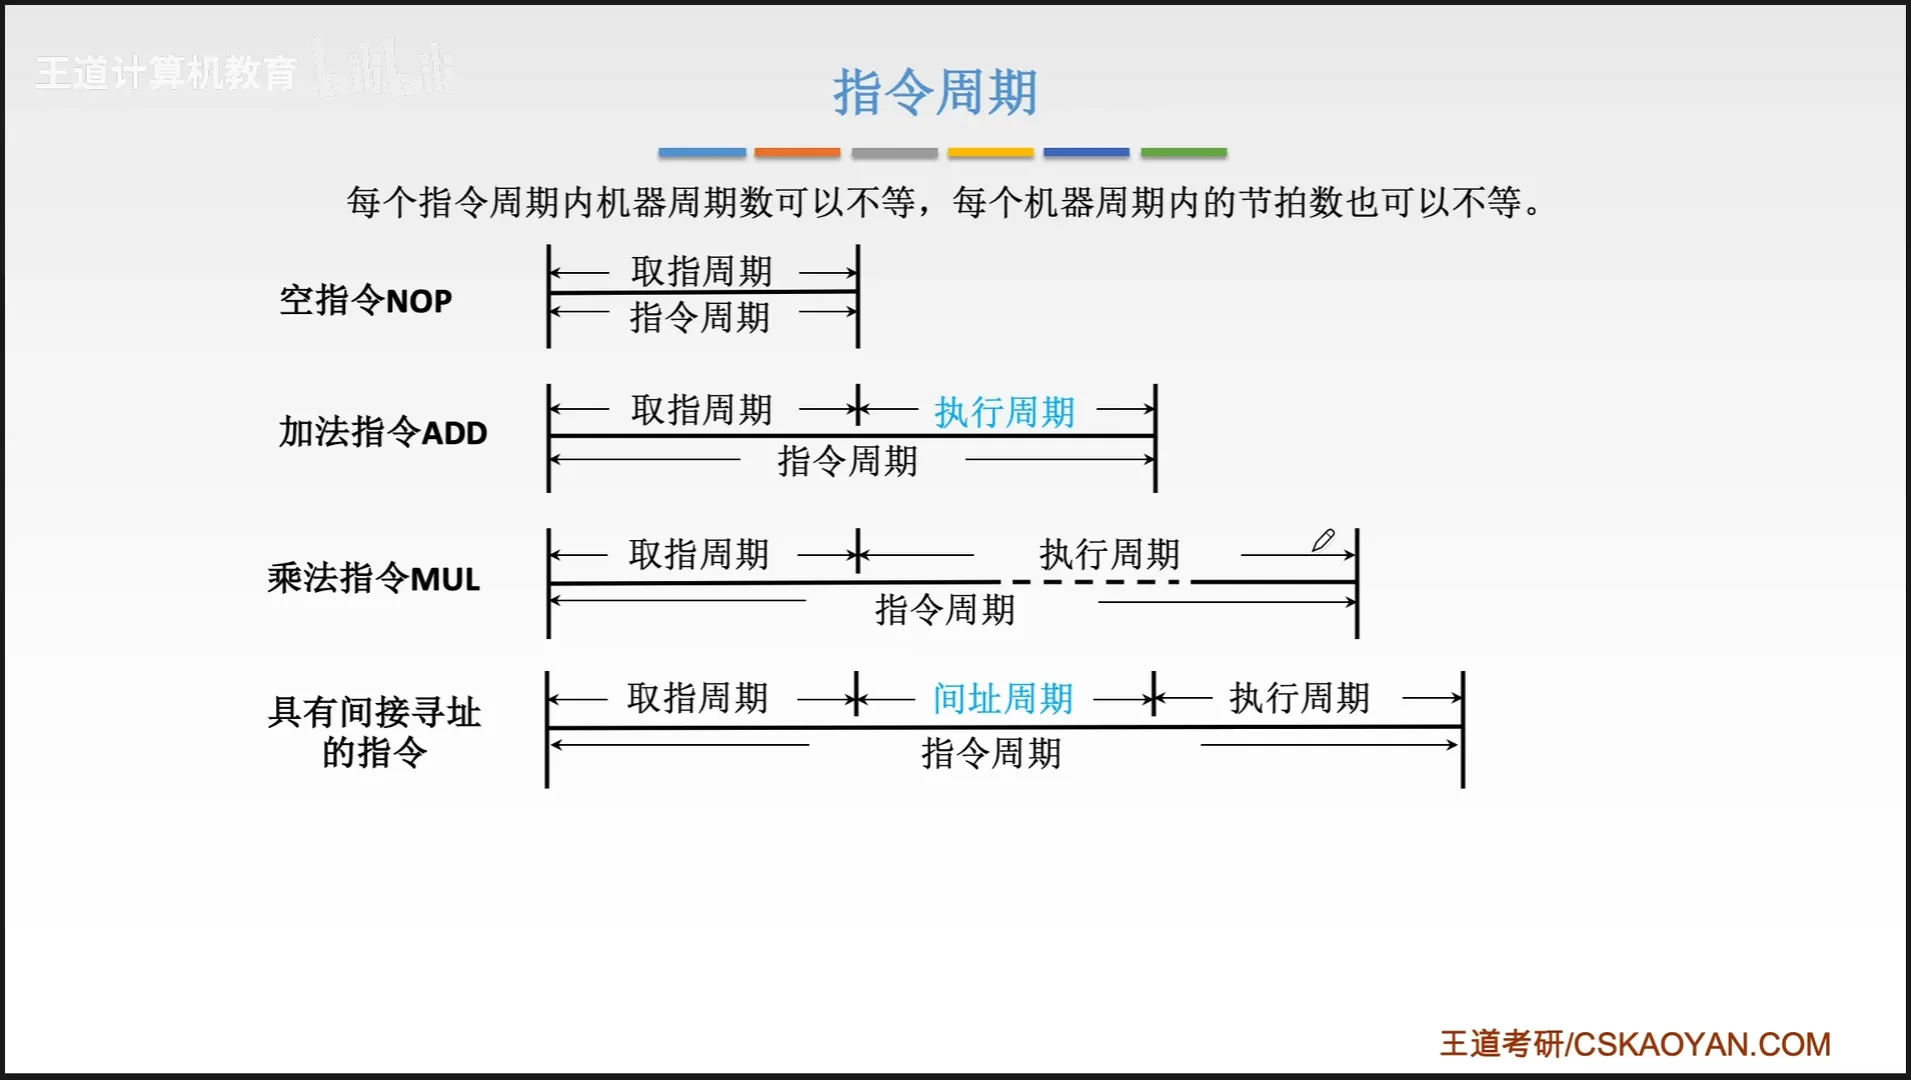 王道计算机教育
指令周期
每个指令周期内机器周期数可以不等，每个机器周期内的节拍数也可以不等。
空指令NOP
取指周期
指令周期
加法指令ADD
取指周期 执行周期
指令周期
乘法指令MUL
取指周期 执行周期
指令周期
具有间接寻址
的指令
取指周期 间址周期 执行周期
指令周期
王道考研/CSKAOYAN.COM